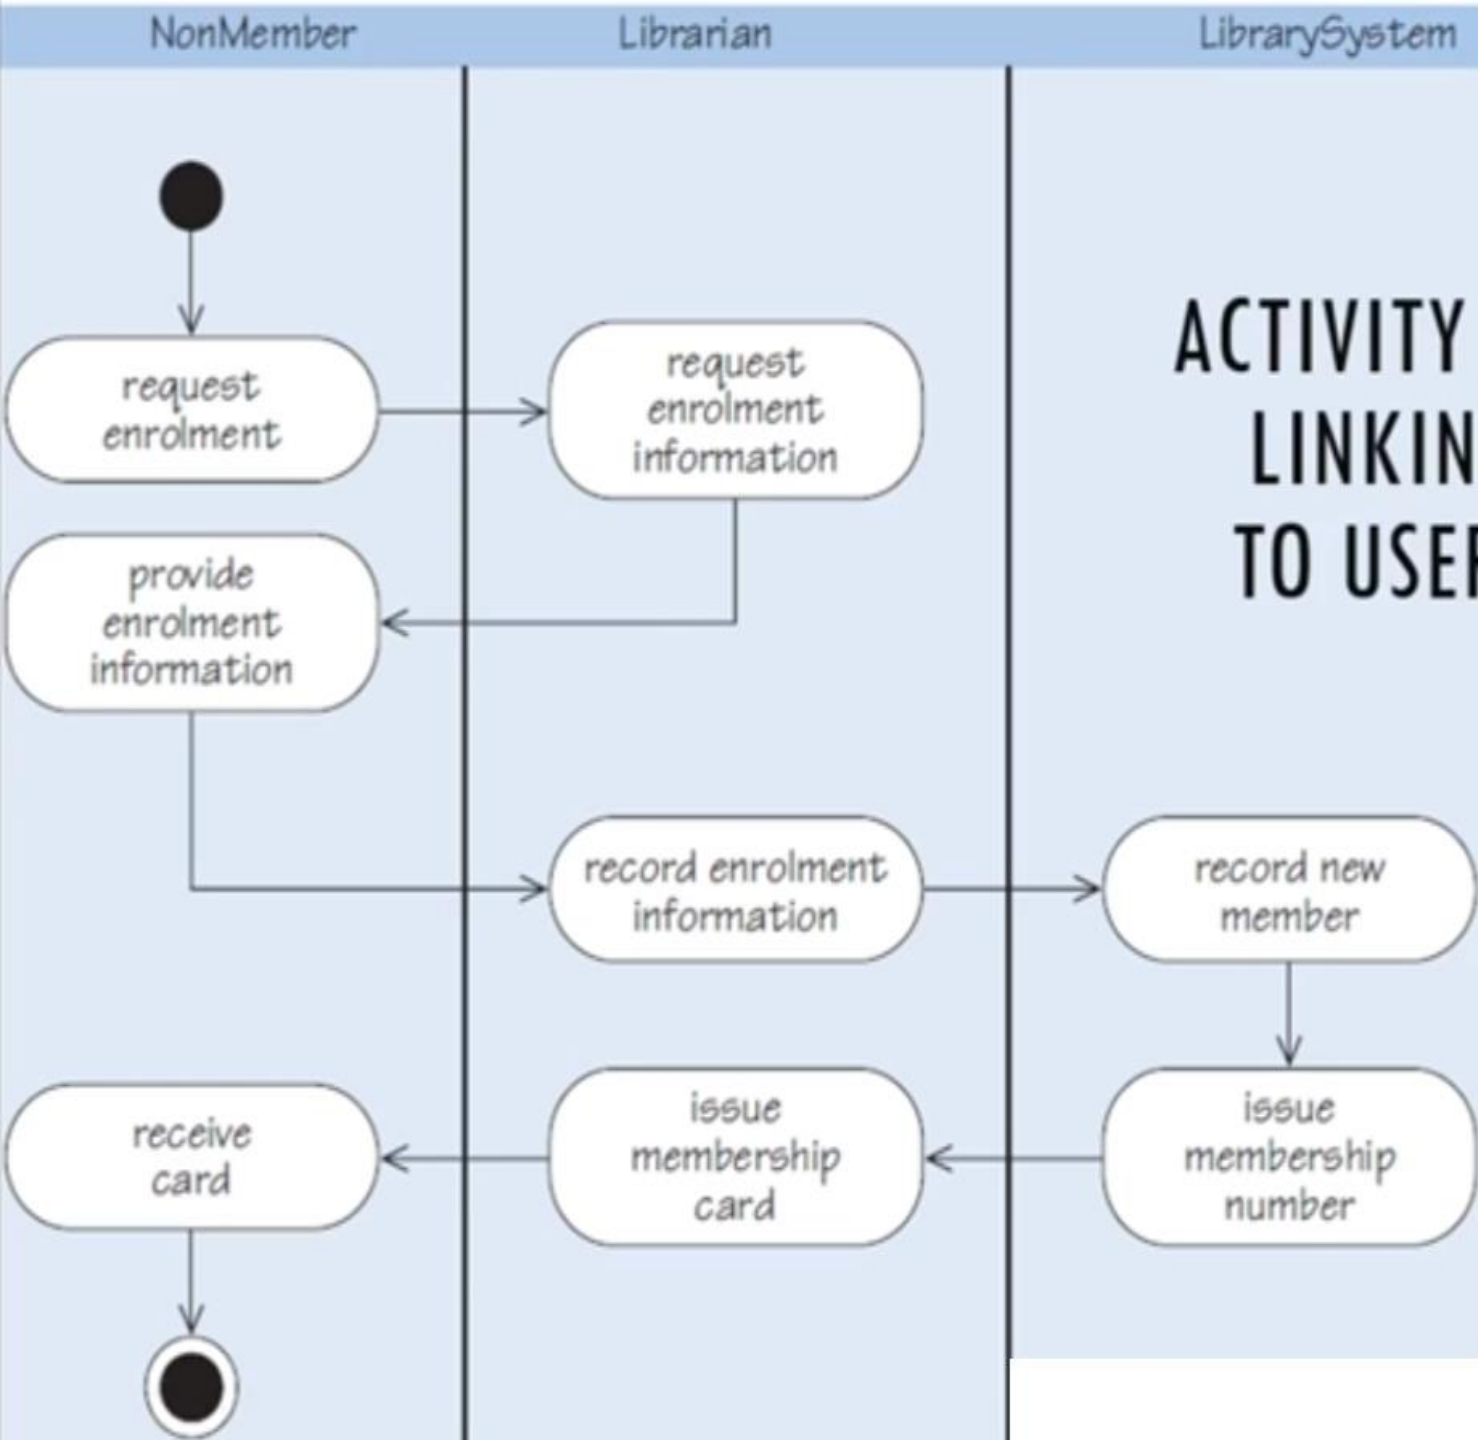 NonMember
Librarian
LibrarySystem
request
enrolment
request
enrolment
information
ACTIVITY
LINKIN
TO USER
provide
enrolment
information
record enrolment
information
record new
member
receive
card
issue
membership
card
issue
membership
number